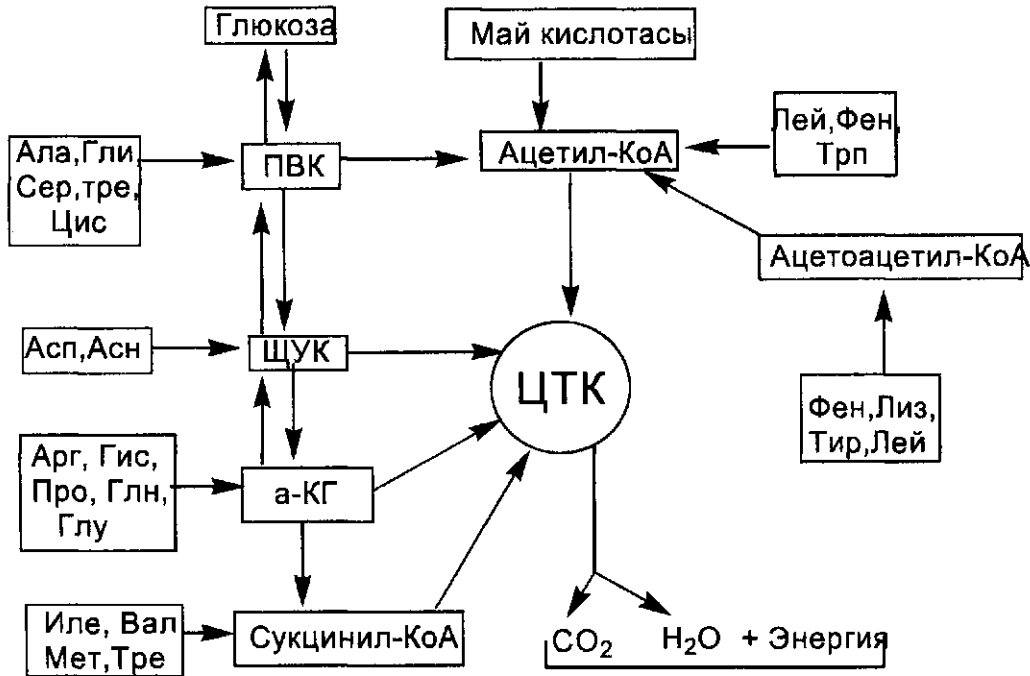 Глюкоза
Май кислотасы
Ала,Гли
Сер,тре,
Цис
ПВК
Ацетил-КоА
Лей,Фен,
Трп
Ацетоацетил-КоА
Асп,Асн
ЩУК
ЦТК
Фен,Лиз,
Тир,Лей
Арг, Гис,
Про, Глн,
Глу
а-КГ
Иле, Вал
Мет,Тре
Сукцинил-КоА
CO₂ H₂O + Энергия